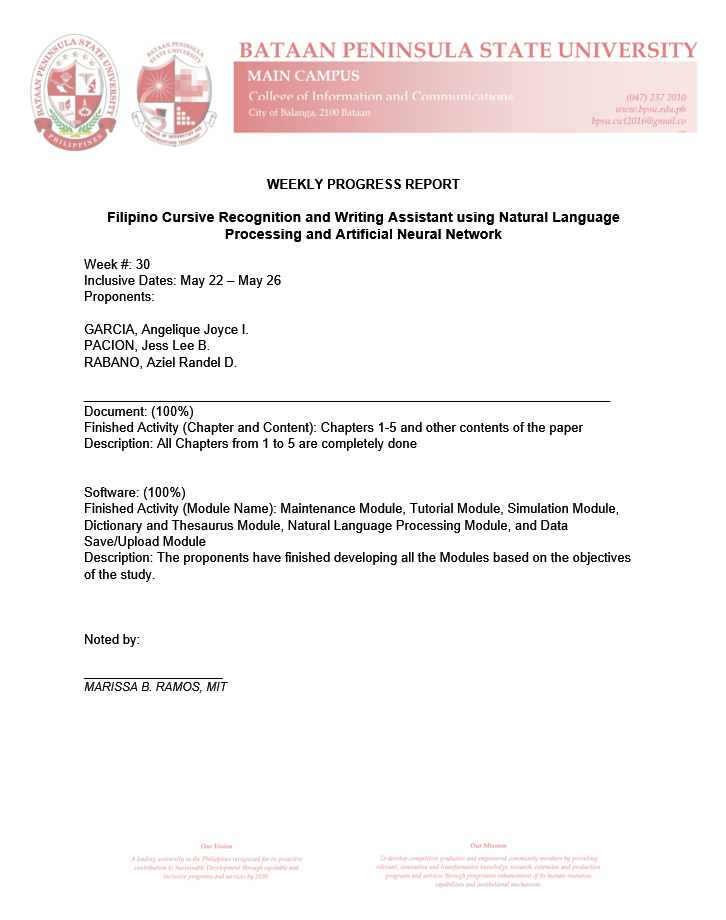 BATAAN PENINSULA STATE UNIVERSITY
PHILIPPINES
BATAAN PENINSULA
STATE UNIVERSITY
COLLEGE OF INFORMATION AND
COMMUNICATIONS TECHNOLOGY
BATAAN PENINSULA STATE UNIVERSITY
MAIN CAMPUS
College of Information and Communications
City of Balanga, 2100 Bataan
(047) 237 2010
www.bpsu.edu.ph
bpsu.cict2016@gmail.co
WEEKLY PROGRESS REPORT
Filipino Cursive Recognition and Writing Assistant using Natural Language
Processing and Artificial Neural Network
Week #: 30
Inclusive Dates: May 22 – May 26
Proponents:
GARCIA, Angelique Joyce I.
PACION, Jess Lee B.
RABANO, Aziel Randel D.
Document: (100%)
Finished Activity (Chapter and Content): Chapters 1-5 and other contents of the paper
Description: All Chapters from 1 to 5 are completely done
Software: (100%)
Finished Activity (Module Name): Maintenance Module, Tutorial Module, Simulation Module,
Dictionary and Thesaurus Module, Natural Language Processing Module, and Data
Save/Upload Module
Description: The proponents have finished developing all the Modules based on the objectives
of the study.
Noted by:
MARISSA B. RAMOS, MIT
Our Vision
A leading university in the Philippines recognized for its proactive
contribution to Sustainable Development through equitable and
inclusive programs and services by 2030.
Our Mission
To develop competitive graduates and empowered community members by providing
relevant, innovative and transformative knowledge, research, extension and production
programs and services through progressive enhancement of its human resources
capabilities and institutional mechanism.